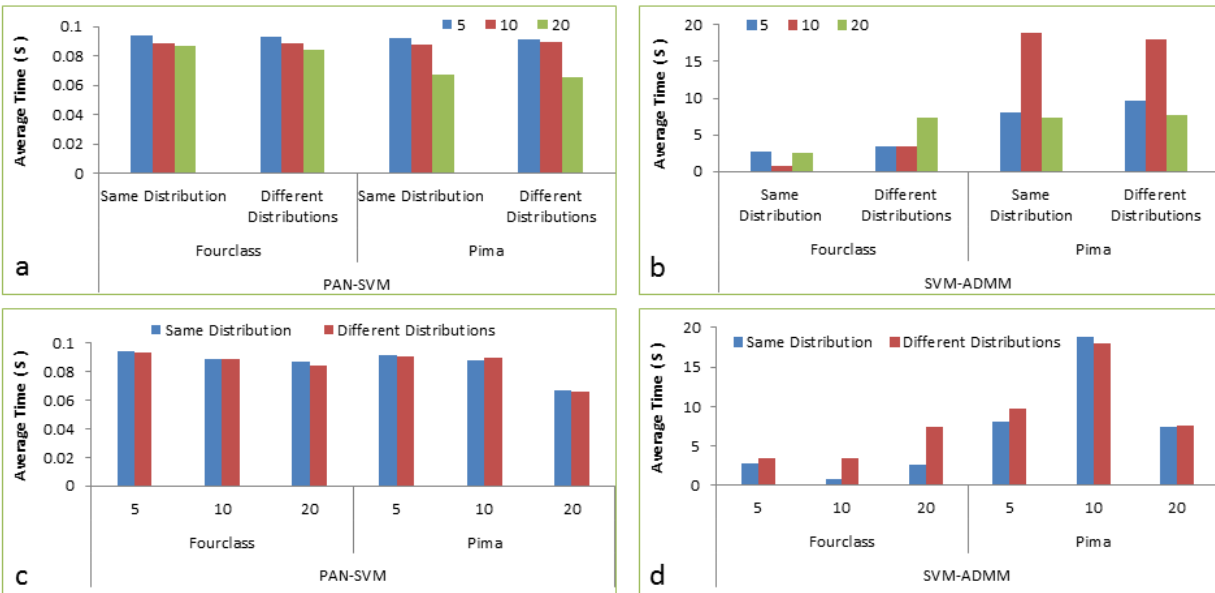 5 10 20
Average Time ( S )
0.1
0.08
0.06
0.04
0.02
0
Same Distribution Different Distributions Same Distribution Different Distributions
Fourclass Pima
PAN-SVM
a
5 10 20
Average Time ( S )
20
15
10
5
0
Same Distribution Different Distributions Same Distribution Different Distributions
Fourclass Pima
SVM-ADMM
b
Same Distribution Different Distributions
Average Time ( S )
0.1
0.08
0.06
0.04
0.02
0
5 10 20 5 10 20
Fourclass Pima
PAN-SVM
c
Same Distribution Different Distributions
Average Time ( S )
20
15
10
5
0
5 10 20 5 10 20
Fourclass Pima
SVM-ADMM
d